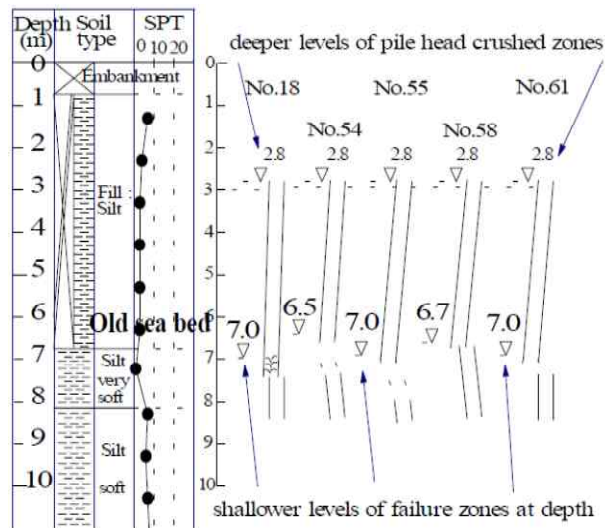 Depth Soil SPT
(m) type 0 10 20
deeper levels of pile head crushed zones
0
Embankment
0
1
1
No.18
No.55
No.61
2
2
No.54
No.58
2.8
2.8
2.8
2.8
2.8
3
Fill :
3
4
Silt
4
5
5
6
6
Old sea bed
7.0
6.5
7.0
6.7
7.0
7
Silt
7
very
8
soft
8
9
Silt
9
10
soft
10
shallower levels of failure zones at depth